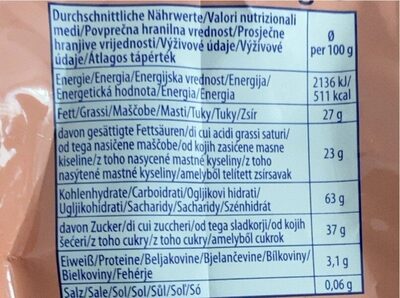 Durchschnittliche Nährwerte/Valori nutrizionali
medi/Povprečna hranilna vrednost/Prosječne
hranjive vrijednosti/Výživové údaje/Výživové
údaje/Átlagos tápérték
Ø
per 100 g
Energie/Energia/Energijska vrednost/Energija/
Energetická hodnota/Energia/Energia
2136 kJ/
511 kcal
Fett/Grassi/Maščobe/Masti/Tuky/Tuky/Zsír
27 g
davon gesättigte Fettsäuren/di cui acidi grassi saturi/
od tega nasičene maščobe/od kojih zasićene masne
kiseline/z toho nasycené mastné kyseliny/z toho
nasýtené mastné kyseliny/amelyből telített zsírsavak
23 g
Kohlenhydrate/Carboidrati/Ogljikovi hidrati/
Ugljikohidrati/Sacharidy/Sacharidy/Szénhidrát
63 g
davon Zucker/di cui zuccheri/od tega sladkorji/od kojih
šećeri/z toho cukry/z toho cukry/amelyből cukrok
37 g
Eiweiß/Proteine/Beljakovine/Bjelančevine/Bílkoviny/
Bielkoviny/Fehérje
3,1 g
Salz/Sale/Sol/Sol/Sůl/Soľ/Só
0,06 g